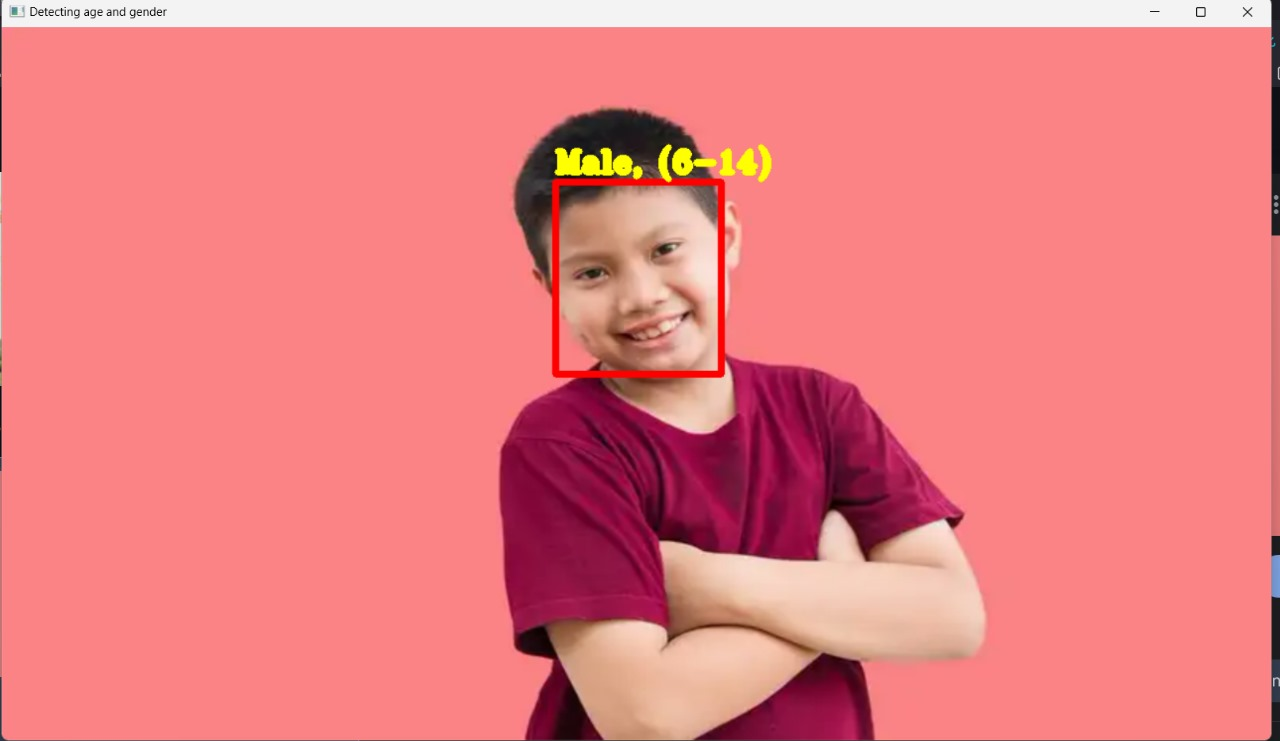 Detecting age and gender
Male, (6-14)